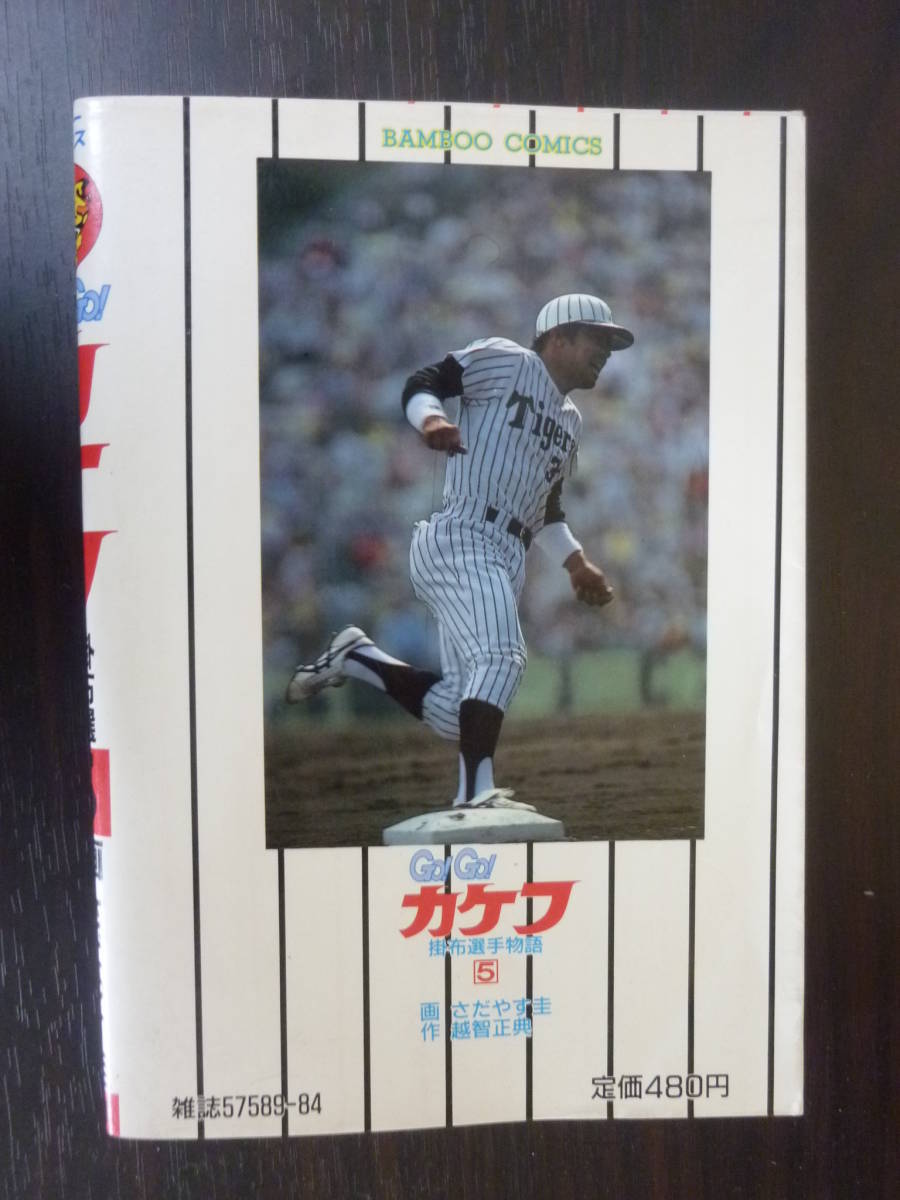 BAMBOO COMICS
Tigers
3
Go! Go!
カケフ
掛布選手物語
5
画 さだやす圭
作 越智正典
雑誌57589-84
定価480円
Go!